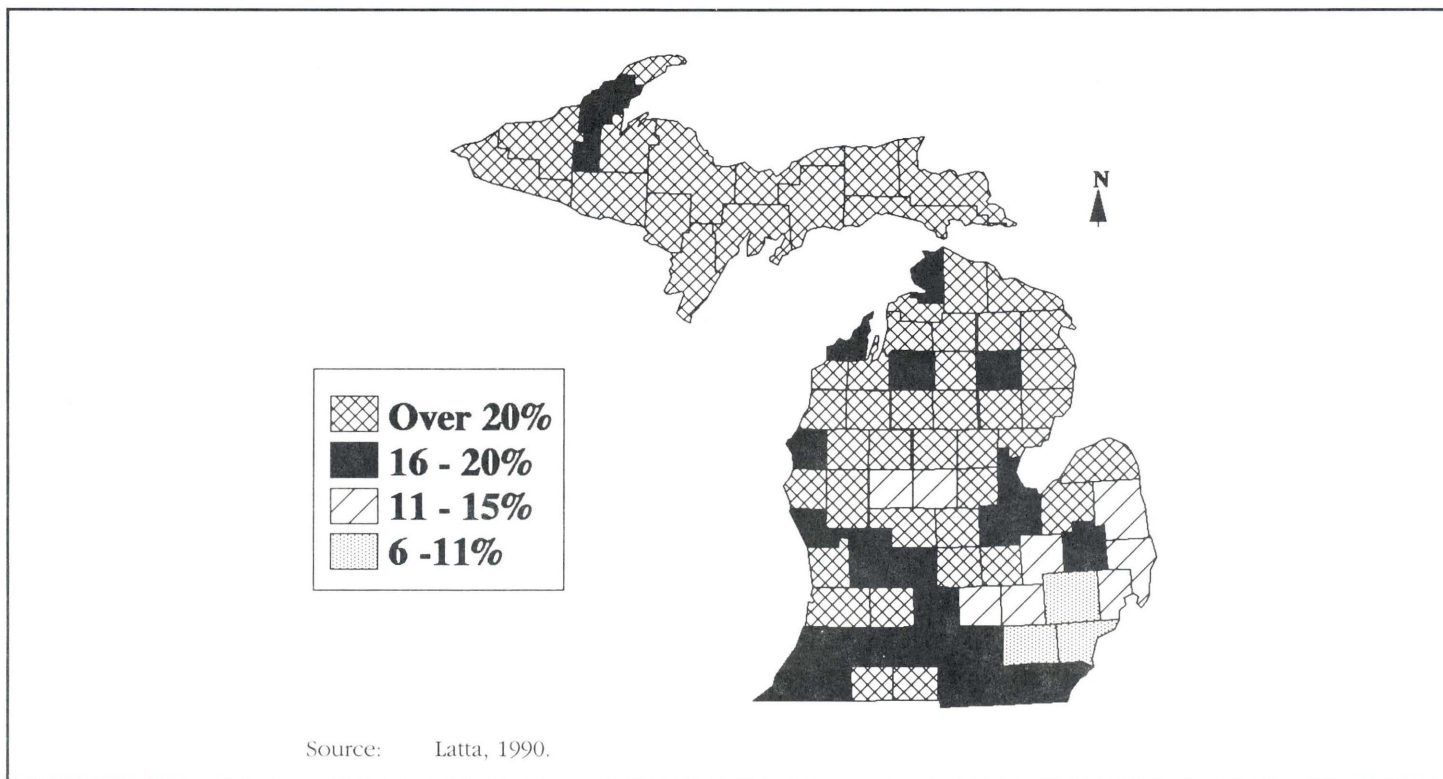 N
Over 20%
16 - 20%
11 - 15%
6 -11%
Source: Latta, 1990.